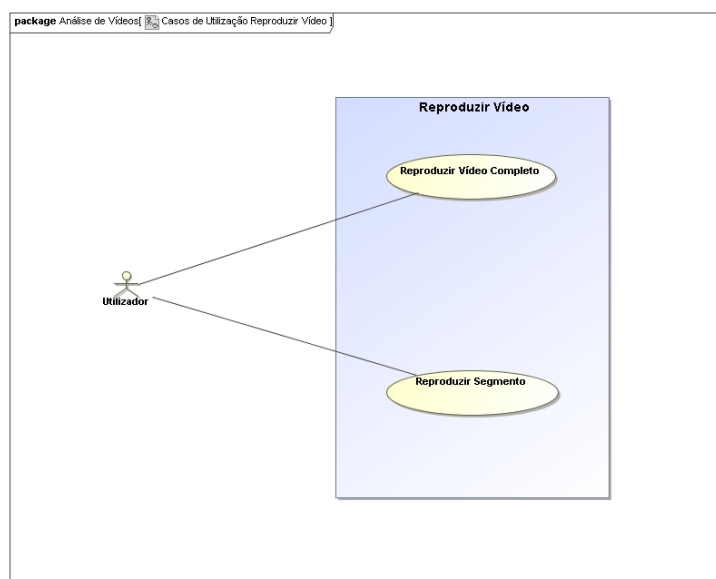 package Análise de Vídeos[ Casos de Utilização Reproduzir Vídeo ]
Reproduzir Vídeo
Reproduzir Vídeo Completo
Utilizador
Reproduzir Segmento